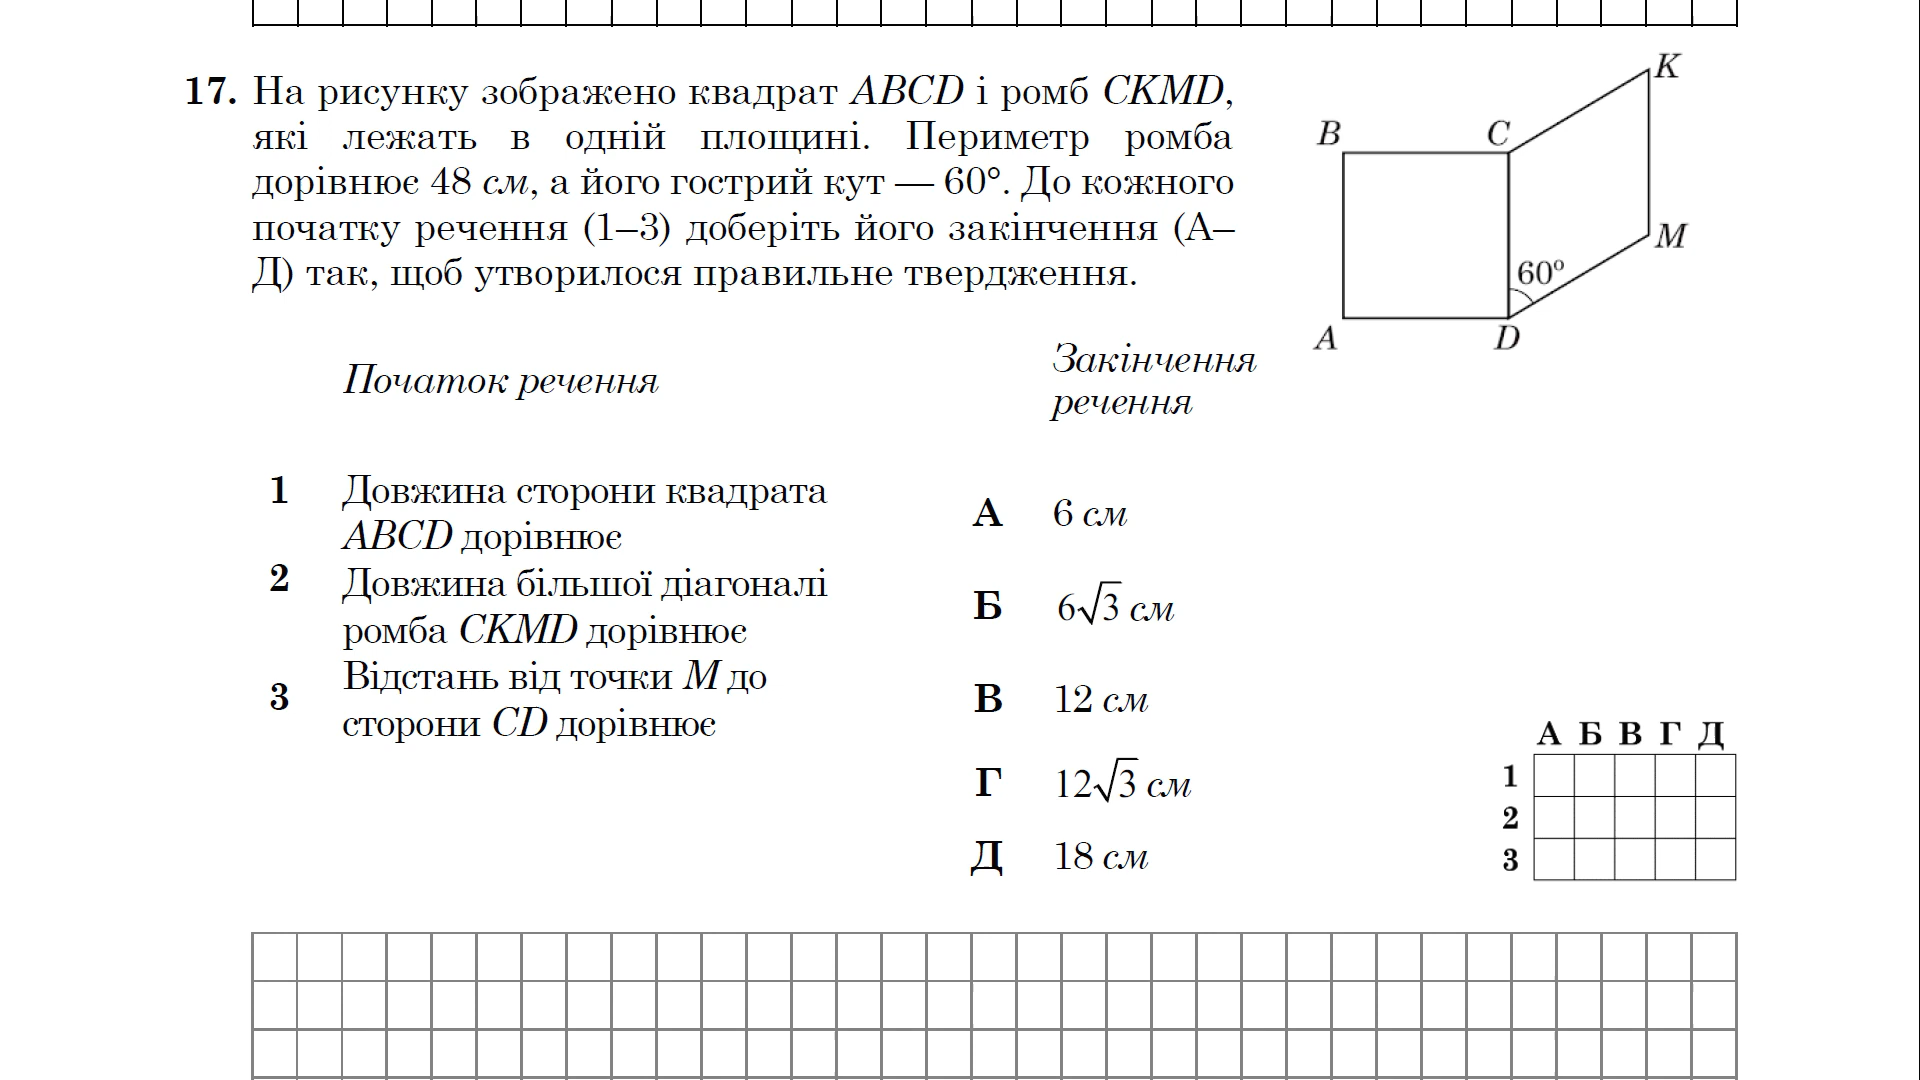 17. На рисунку зображено квадрат ABCD і ромб CKMD,
які лежать в одній площині. Периметр ромба
дорівнює 48 см, а його гострий кут — 60°. До кожного
початку речення (1–3) доберіть його закінчення (А–
Д) так, щоб утворилося правильне твердження.
K
B C
M
60°
A D
Початок речення
Закінчення
речення
1 Довжина сторони квадрата
ABCD дорівнює
2 Довжина більшої діагоналі
ромба CKMD дорівнює
3 Відстань від точки M до
сторони CD дорівнює
А 6 см
Б 6√3 см
В 12 см
Г 12√3 см
Д 18 см
А Б В Г Д
1
2
3